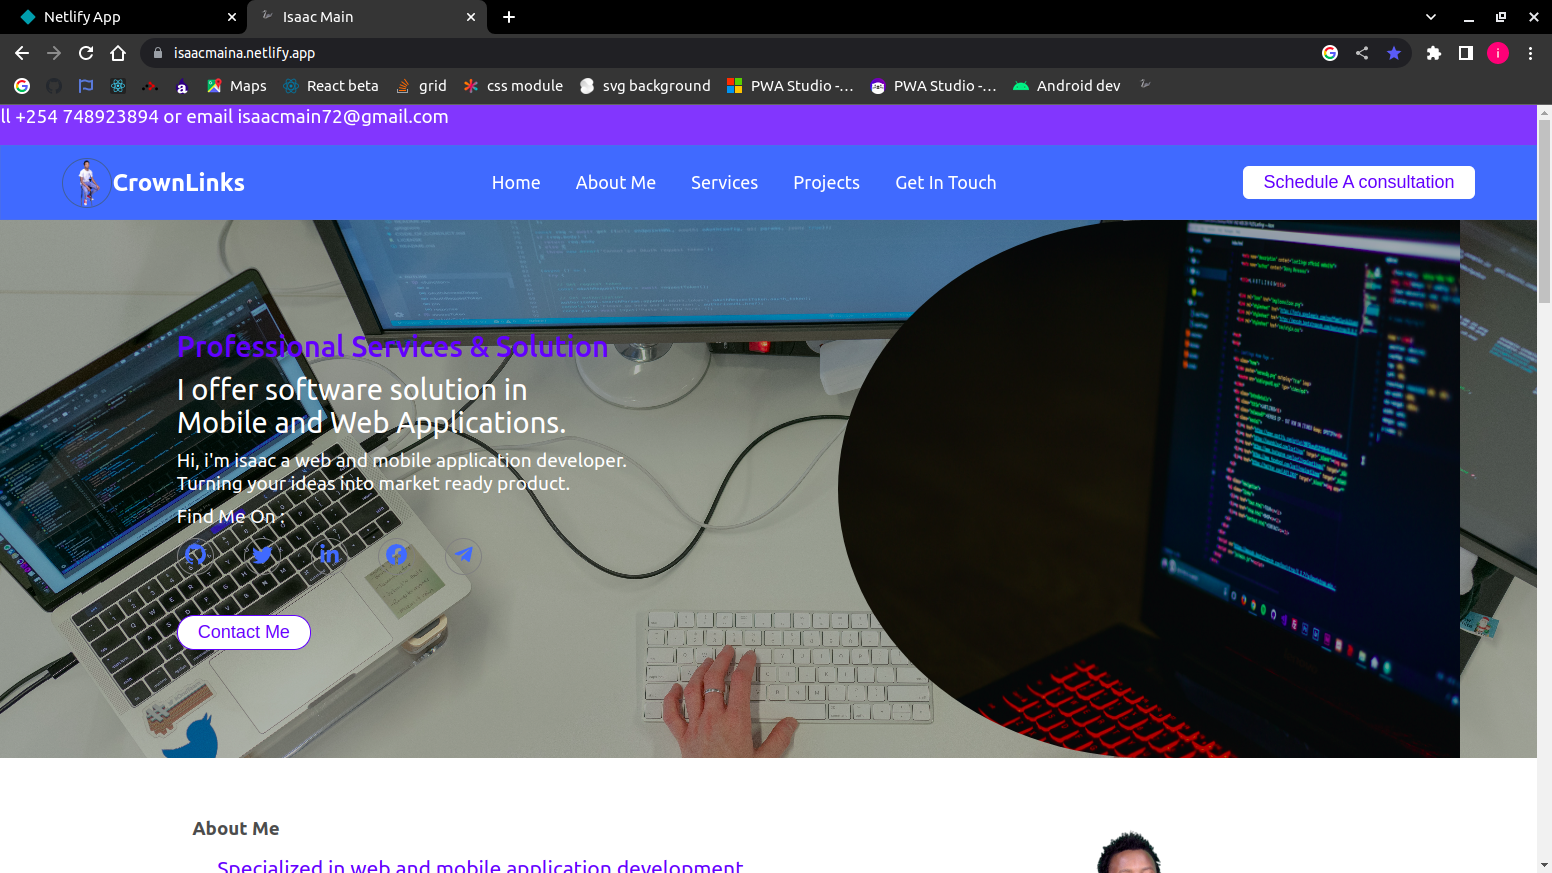 Netlify App
Isaac Main
isaacmaina.netlify.app
Maps
React beta
grid
css module
svg background
PWA Studio -...
PWA Studio -...
Android dev
ll +254 748923894 or email isaacmain72@gmail.com
CrownLinks
Home
About Me
Services
Projects
Get In Touch
Schedule A consultation
Professional Services & Solution
I offer software solution in
Mobile and Web Applications.
Hi, i'm isaac a web and mobile application developer.
Turning your ideas into market ready product.
Find Me On :
Contact Me
About Me
Specialized in web and mobile application development